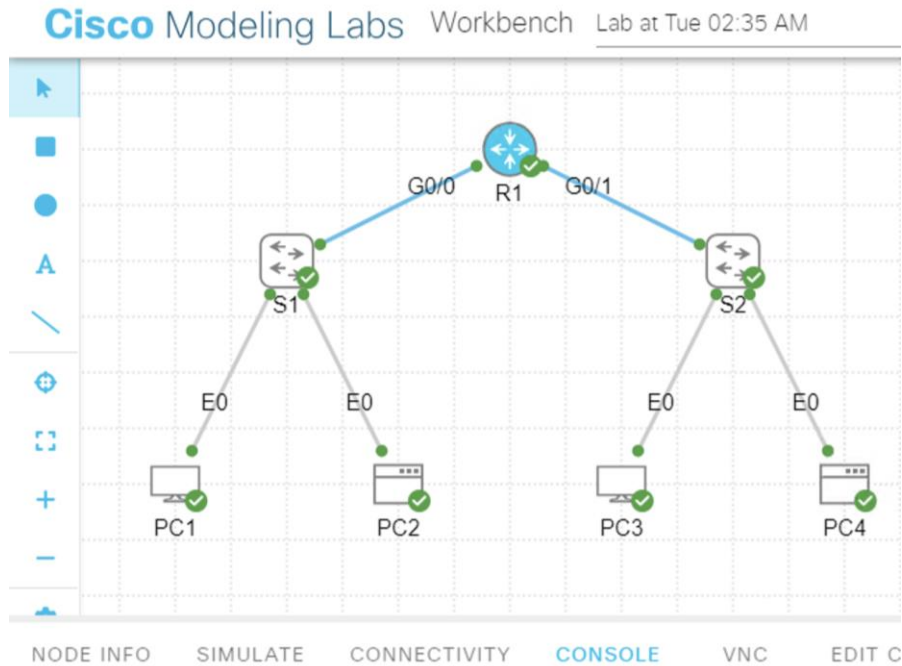 Cisco Modeling Labs Workbench Lab at Tue 02:35 AM
A
G0/0 R1 G0/1
S1 S2
E0 E0 E0 E0
PC1 PC2 PC3 PC4
NODE INFO SIMULATE CONNECTIVITY CONSOLE VNC EDIT C